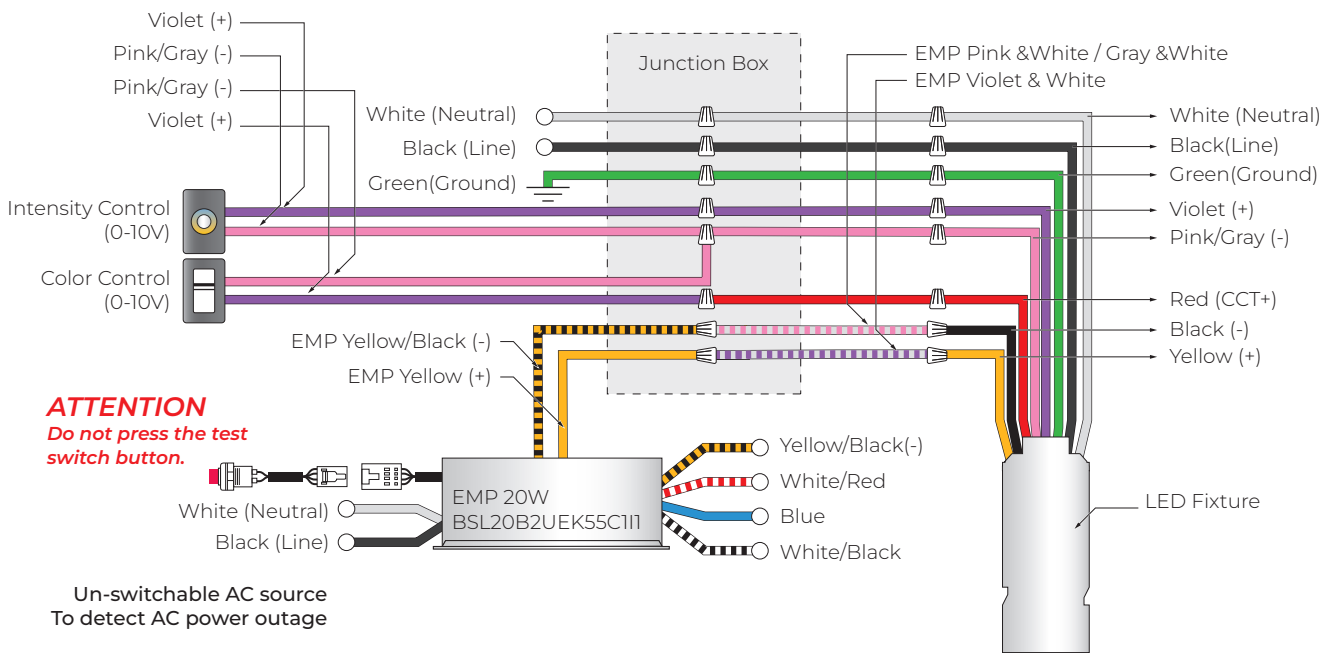 Violet (+)
Pink/Gray (-)
Pink/Gray (-)
Violet (+)
Junction Box
EMP Pink &White / Gray &White
EMP Violet & White
White (Neutral)
Black (Line)
Green(Ground)
White (Neutral)
Black(Line)
Green(Ground)
Violet (+)
Pink/Gray (-)
Red (CCT+)
Black (-)
Yellow (+)
Intensity Control
(0-10V)
Color Control
(0-10V)
EMP Yellow/Black (-)
EMP Yellow (+)
ATTENTION
Do not press the test
switch button.
White (Neutral)
Black (Line)
EMP 20W
BSL20B2UEK55C1I1
Yellow/Black(-)
White/Red
Blue
White/Black
LED Fixture
Un-switchable AC source
To detect AC power outage